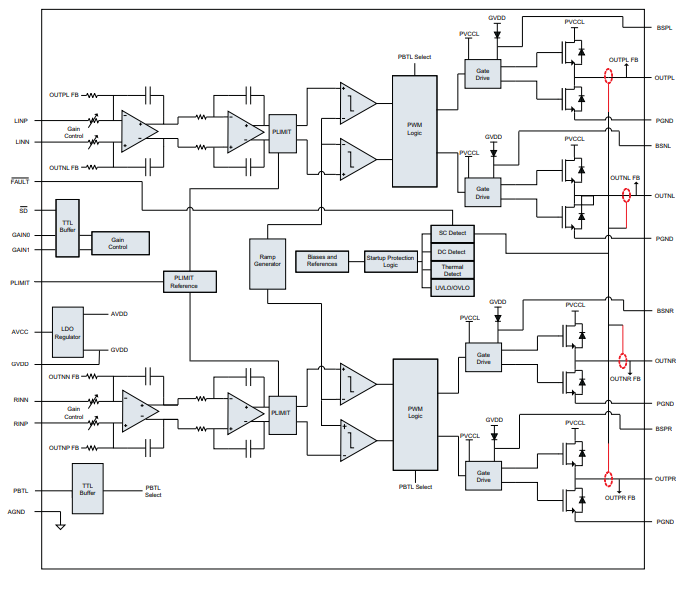 GVDD
PVCCL
PVCCL
BSPL
PBTL Select
OUTPL FB
Gate
Drive
OUTPL
OUTPL FB
LINP
Gain
Control
LINN
PLIMIT
PWM
Logic
PGND
GVDD
PVCCL
PVCCL
BSNL
OUTNL FB
FAULT
Gate
Drive
OUTNL FB
OUTNL
SD
TTL
Buffer
GAIN0
GAIN1
Gain
Control
SC Detect
DC Detect
Thermal
Detect
UVLO/OVLO
PGND
Ramp
Generator
Biases and
References
Startup Protection
Logic
PLIMIT
PLIMIT
Reference
AVDD
LDO
Regulator
AVCC
GVDD
GVDD
GVDD
PVCCL
PVCCL
BSNR
OUTNN FB
Gate
Drive
OUTNR
OUTNR FB
RINN
Gain
Control
RINP
PLIMIT
PWM
Logic
PGND
GVDD
PVCCL
PVCCL
BSPR
OUTNP FB
Gate
Drive
OUTPR
OUTPR FB
PBTL
TTL
Buffer
PBTL
Select
PBTL Select
AGND
PGND